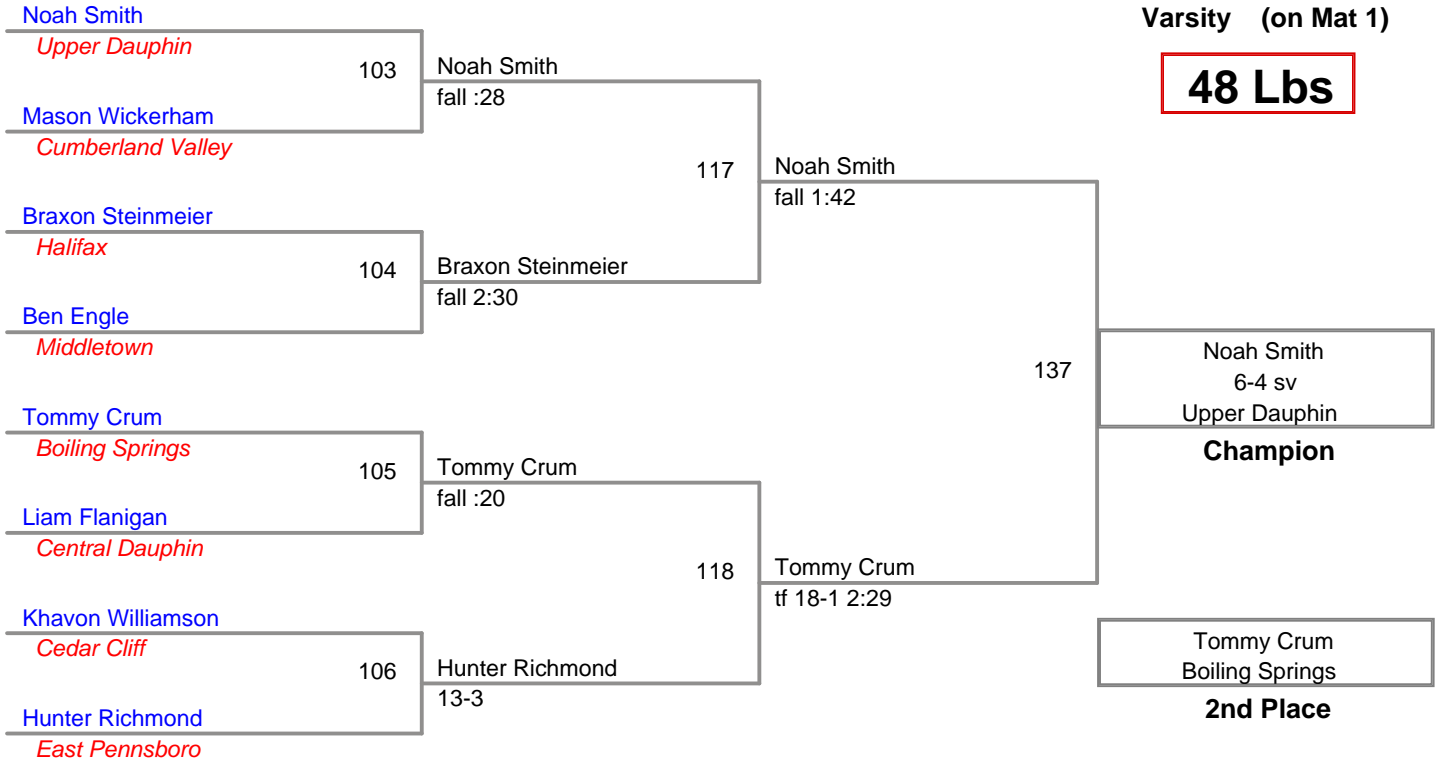 Noah Smith
Upper Dauphin
Mason Wickerham
Cumberland Valley
Braxon Steinmeier
Halifax
Ben Engle
Middletown
Tommy Crum
Boiling Springs
Liam Flanigan
Central Dauphin
Khavon Williamson
Cedar Cliff
Hunter Richmond
East Pennsboro
103
104
105
106
Noah Smith
fall :28
Braxon Steinmeier
fall 2:30
Tommy Crum
fall :20
Hunter Richmond
13-3
117
118
Noah Smith
fall 1:42
Tommy Crum
tf 18-1 2:29
137
Varsity (on Mat 1)
48 Lbs
Noah Smith
6-4 sv
Upper Dauphin
Champion
Tommy Crum
Boiling Springs
2nd Place